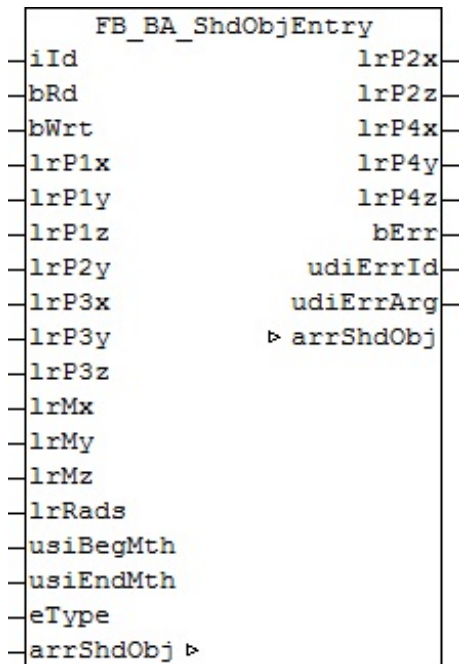 FB_BA_ShdObjEntry
iId lrP2x
bRd lrP2z
bWrt lrP4x
lrP1x lrP4y
lrP1y lrP4z
lrP1z bErr
lrP2y udiErrId
lrP3x udiErrArg
lrP3y ▷ arrShdObj
lrP3z
lrMx
lrMy
lrMz
lrRads
usiBegMth
usiEndMth
eType
arrShdObj ▷